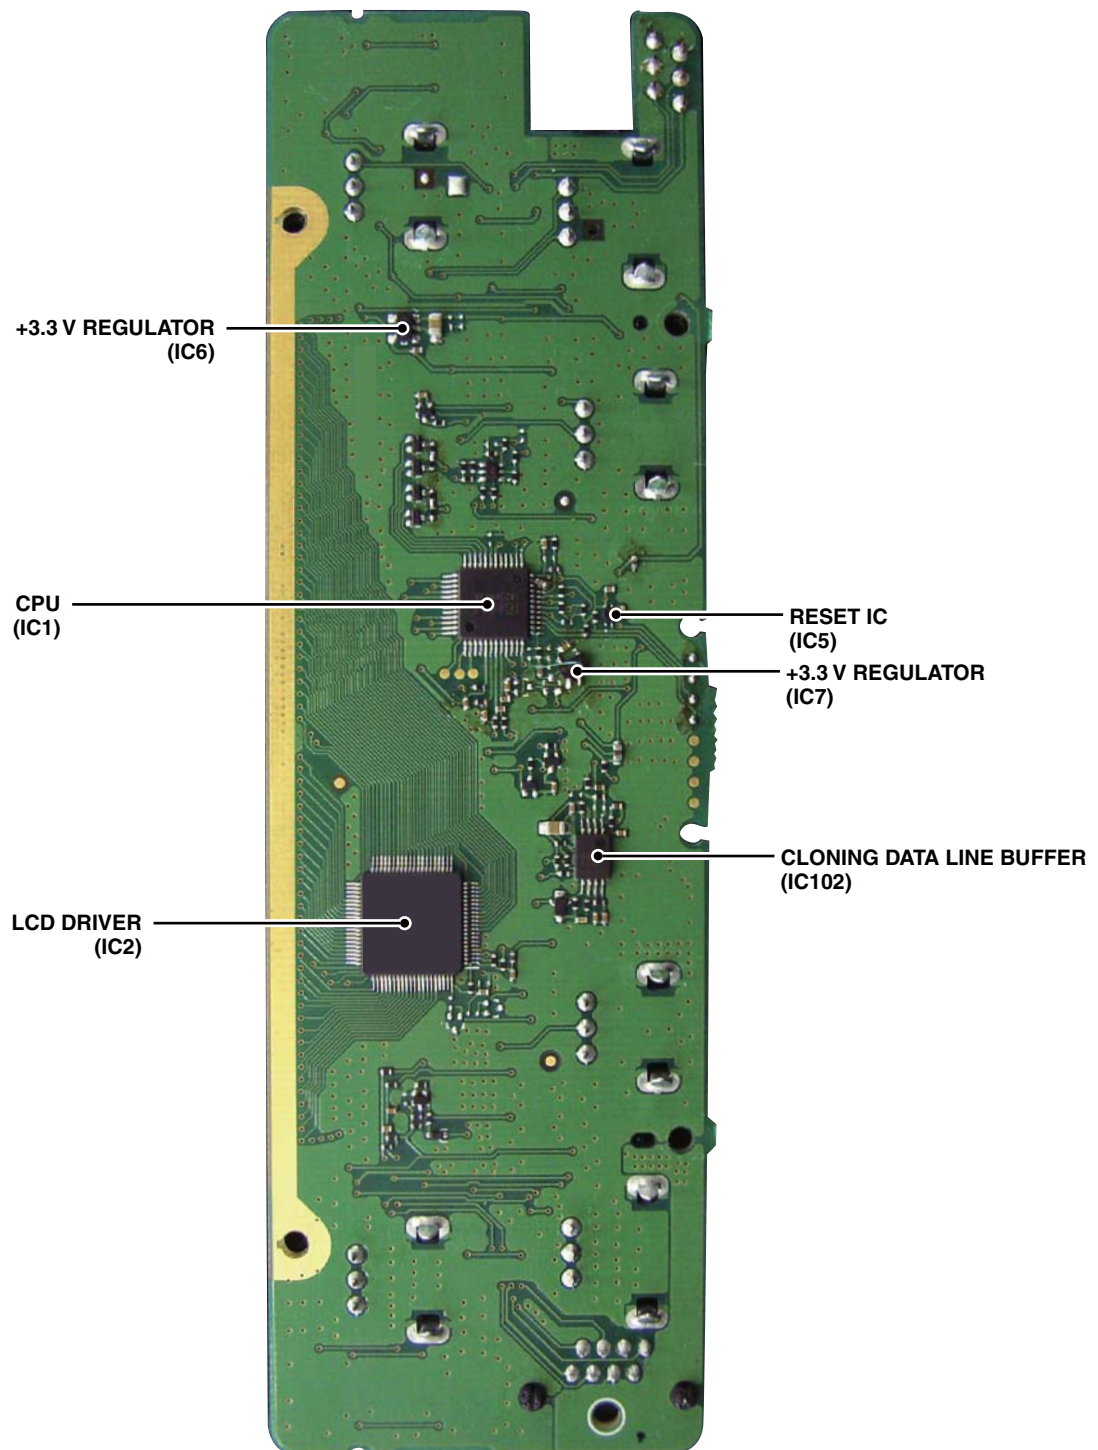 +3.3 V REGULATOR
(IC6)
CPU
(IC1)
RESET IC
(IC5)
+3.3 V REGULATOR
(IC7)
CLONING DATA LINE BUFFER
(IC102)
LCD DRIVER
(IC2)